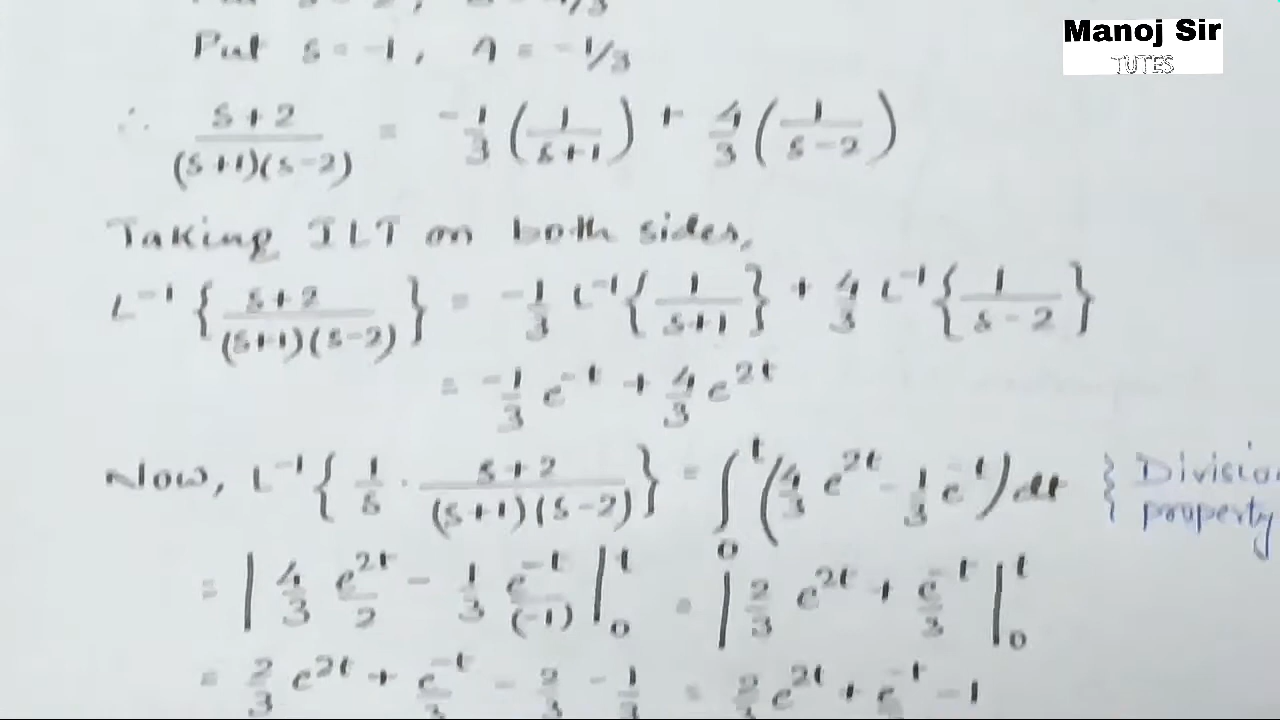 Manoj Sir
TUTES
Put s = -1, A = -1/3
∴ (s+2)/((s+1)(s-2)) = -1/3 (1/(s+1)) + 4/3 (1/(s-2))
Taking ILT on both sides,
L⁻¹ { (s+2)/((s+1)(s-2)) } = -1/3 L⁻¹{ 1/(s+1) } + 4/3 L⁻¹{ 1/(s-2) }
= -1/3 e⁻ᵗ + 4/3 e²ᵗ
Now, L⁻¹ { 1/s · (s+2)/((s+1)(s-2)) } = ∫₀ᵗ (4/3 e²ᵗ - 1/3 e⁻ᵗ) dt } Divisio
property
= | 4/3 e²ᵗ/2 - 1/3 e⁻ᵗ/(-1) |₀ᵗ = | 2/3 e²ᵗ + e⁻ᵗ/3 |₀ᵗ
= 2/3 e²ᵗ + e⁻ᵗ/3 - 2/3 - 1/3 = 2/3 e²ᵗ + e⁻ᵗ - 1